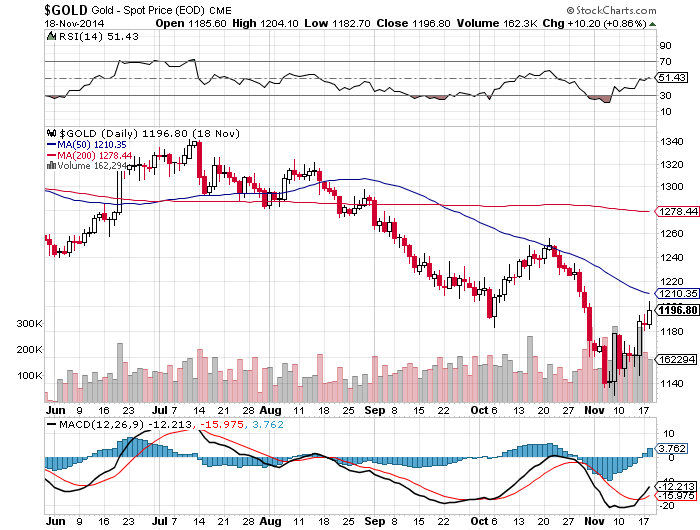 $GOLD Gold - Spot Price (EOD) CME © StockCharts.com
18-Nov-2014 Open 1185.60 High 1204.10 Low 1182.70 Close 1196.80 Volume 162.3K Chg +10.20 (+0.86%)
RSI(14) 51.43
90
70
51.43
30
10
$GOLD (Daily) 1196.80 (18 Nov)
MA(50) 1210.35
MA(200) 1278.44
Volume 162,294
1340
1320
1300
1278.44
1260
1240
1220
1210.35
1196.80
1180
162294
1140
300K
200K
100K
Jun 9 16 23 Jul 7 14 21 28 Aug 11 18 25 Sep 8 15 22 Oct 6 13 20 27 Nov 10 17
MACD(12,26,9) -12.213, -15.975, 3.762
10
3.762
0
-12.213
-15.975
-20
Jun 9 16 23 Jul 7 14 21 28 Aug 11 18 25 Sep 8 15 22 Oct 6 13 20 27 Nov 10 17